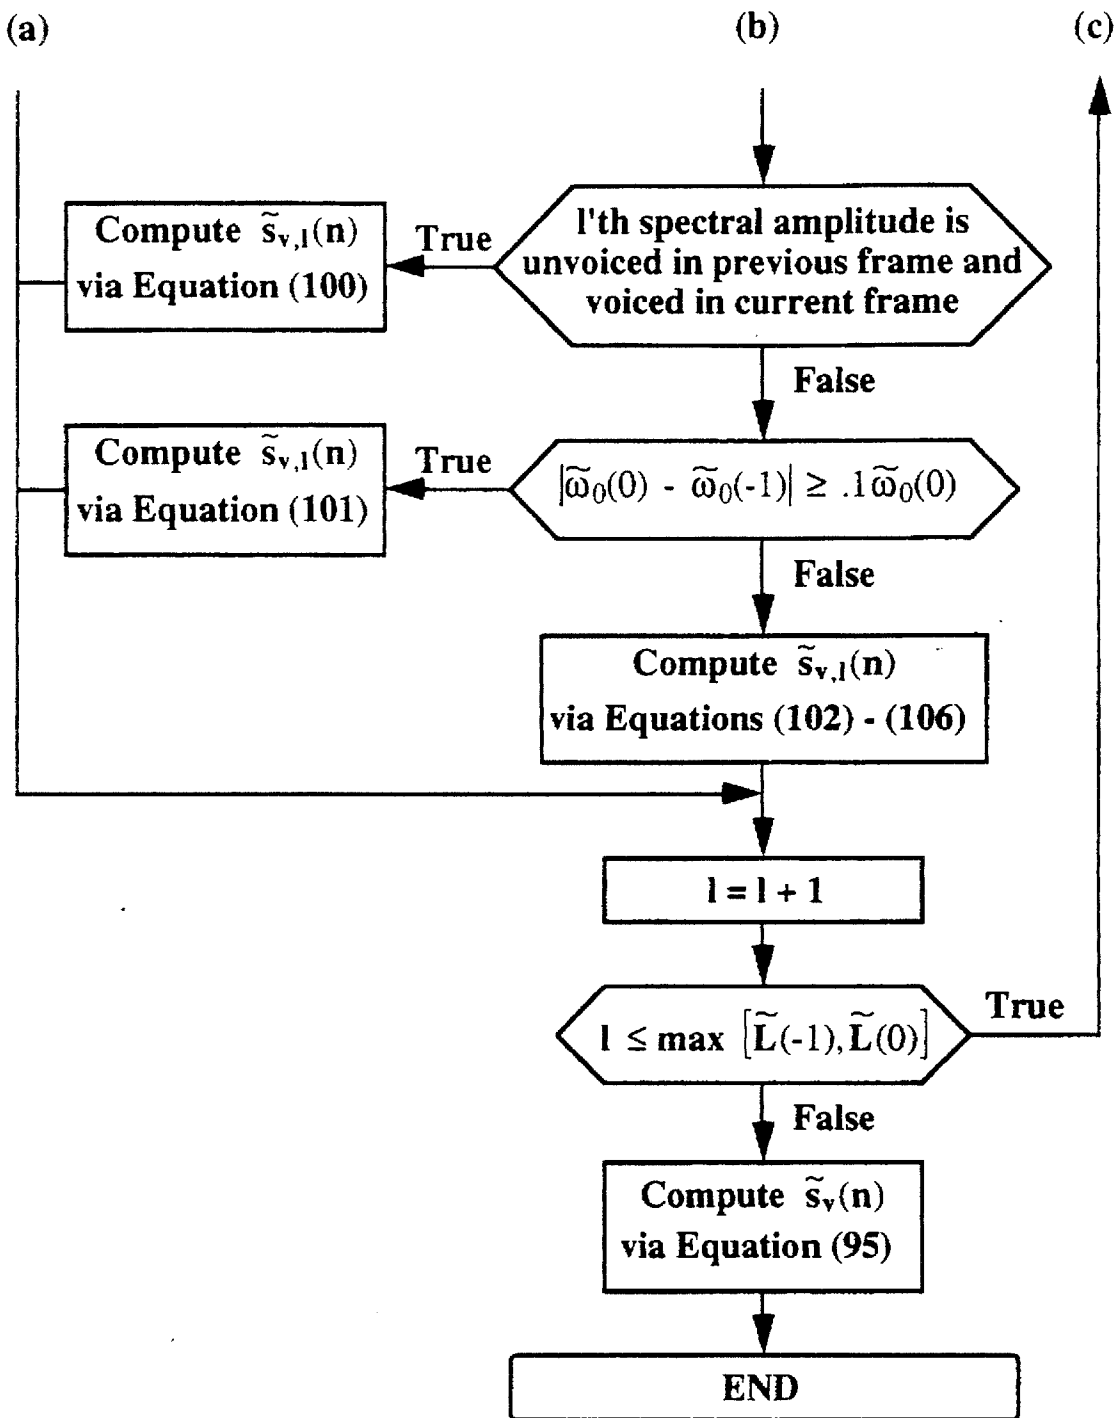 (a) (b) (c)
l'th spectral amplitude is
unvoiced in previous frame and
voiced in current frame
True
Compute s̃ᵥ,ₗ(n)
via Equation (100)
False
|ω̃₀(0) - ω̃₀(-1)| ≥ .1ω̃₀(0)
True
Compute s̃ᵥ,ₗ(n)
via Equation (101)
False
Compute s̃ᵥ,ₗ(n)
via Equations (102) - (106)
l = l + 1
l ≤ max [L̃(-1), L̃(0)]
True
False
Compute s̃ᵥ(n)
via Equation (95)
END